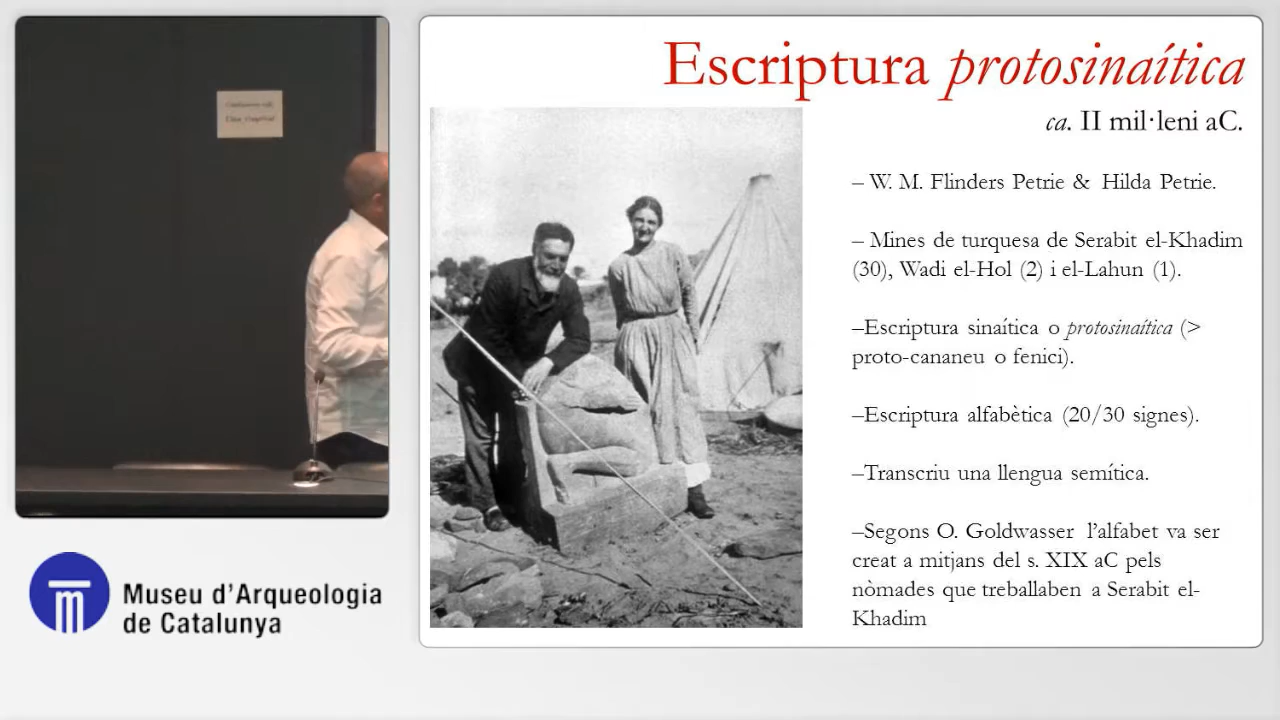 Escriptura protosinaítica
ca. II mil·leni aC.
– W. M. Flinders Petrie & Hilda Petrie.
– Mines de turquesa de Serabit el-Khadim
(30), Wadi el-Hol (2) i el-Lahun (1).
–Escriptura sinaítica o protosinaítica (>
proto-cananeu o fenici).
–Escriptura alfabètica (20/30 signes).
–Transcriu una llengua semítica.
–Segons O. Goldwasser l’alfabet va ser
creat a mitjans del s. XIX aC pels
nòmades que treballaben a Serabit el-
Khadim
Museu d’Arqueologia
de Catalunya